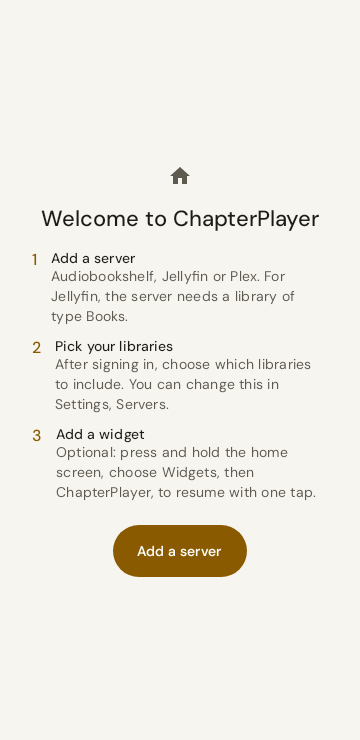 Welcome to ChapterPlayer
1 Add a server
Audiobookshelf, Jellyfin or Plex. For
Jellyfin, the server needs a library of
type Books.
2 Pick your libraries
After signing in, choose which libraries
to include. You can change this in
Settings, Servers.
3 Add a widget
Optional: press and hold the home
screen, choose Widgets, then
ChapterPlayer, to resume with one tap.
Add a server